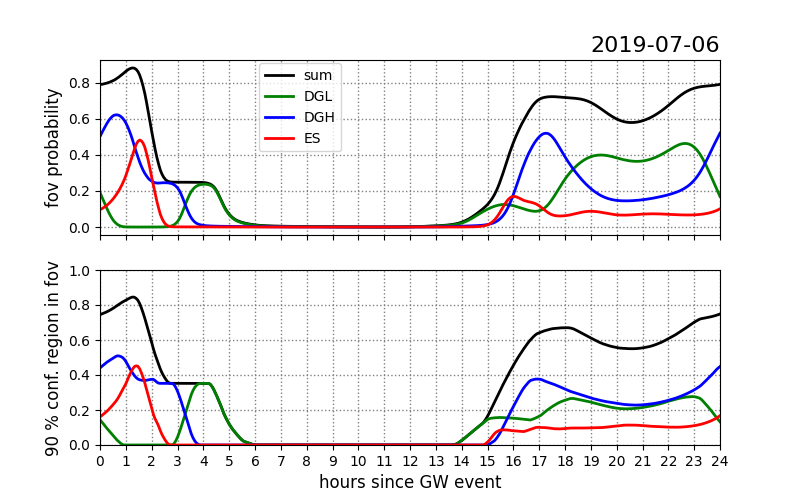 2019-07-06
fov probability
0.8
0.6
0.4
0.2
0.0
sum
DGL
DGH
ES
90 % conf. region in fov
1.0
0.8
0.6
0.4
0.2
0.0
0 1 2 3 4 5 6 7 8 9 10 11 12 13 14 15 16 17 18 19 20 21 22 23 24
hours since GW event